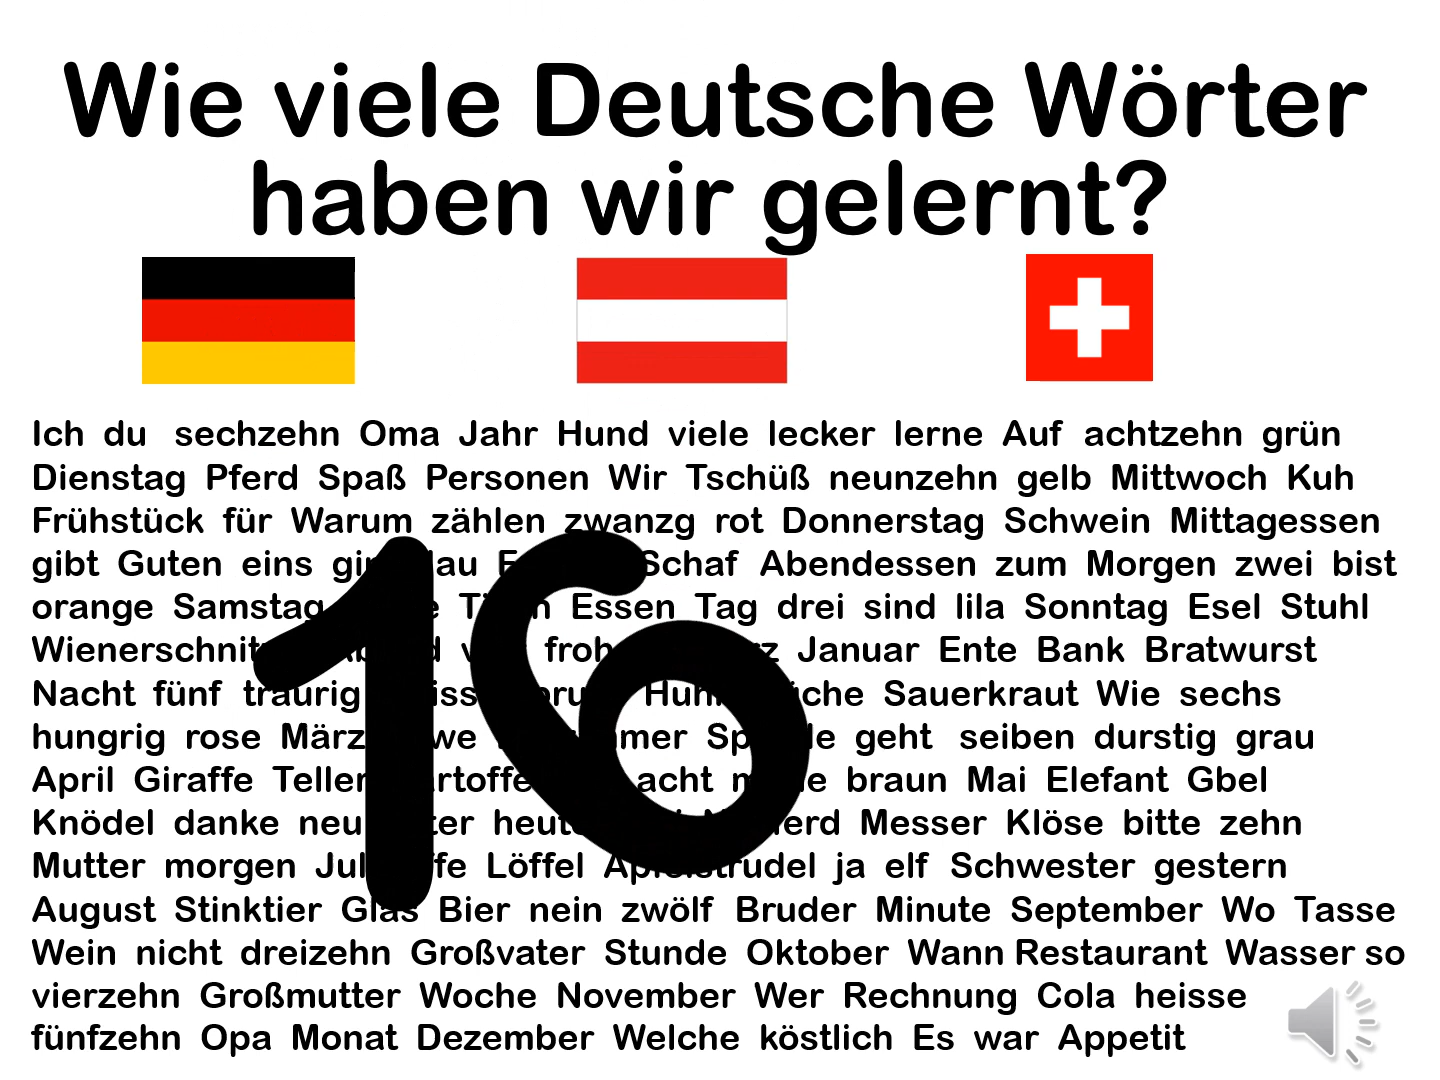 Wie viele Deutsche Wörter
haben wir gelernt?
Ich du sechzehn Oma Jahr Hund viele lecker lerne Auf achtzehn grün
Dienstag Pferd Spaß Personen Wir Tschüß neunzehn gelb Mittwoch Kuh
Frühstück für Warum zählen zwanzg rot Donnerstag Schwein Mittagessen
gibt Guten eins Schaf Abendessen zum Morgen zwei bist
orange Samstag Essen Tag drei sind lila Sonntag Esel Stuhl
Januar Ente Bank Bratwurst
Nacht fünf traurig Sauerkraut Wie sechs
hungrig rose März geht seiben durstig grau
April Giraffe Teller acht braun Mai Elefant Gbel
Knödel danke Messer Klöse bitte zehn
Mutter morgen Löffel Apfelstrudel ja elf Schwester gestern
August Stinktier Glas Bier nein zwölf Bruder Minute September Wo Tasse
Wein nicht dreizehn Großvater Stunde Oktober Wann Restaurant Wasser so
vierzehn Großmutter Woche November Wer Rechnung Cola heisse
fünfzehn Opa Monat Dezember Welche köstlich Es war Appetit
16